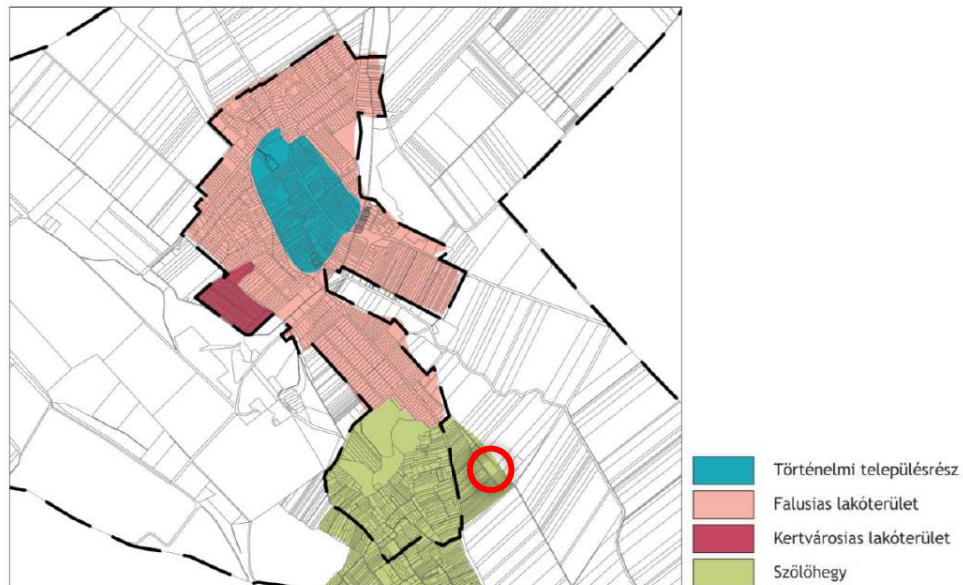 Történelmi településrész
Falusias lakóterület
Kertvárosias lakóterület
Szőlőhegy